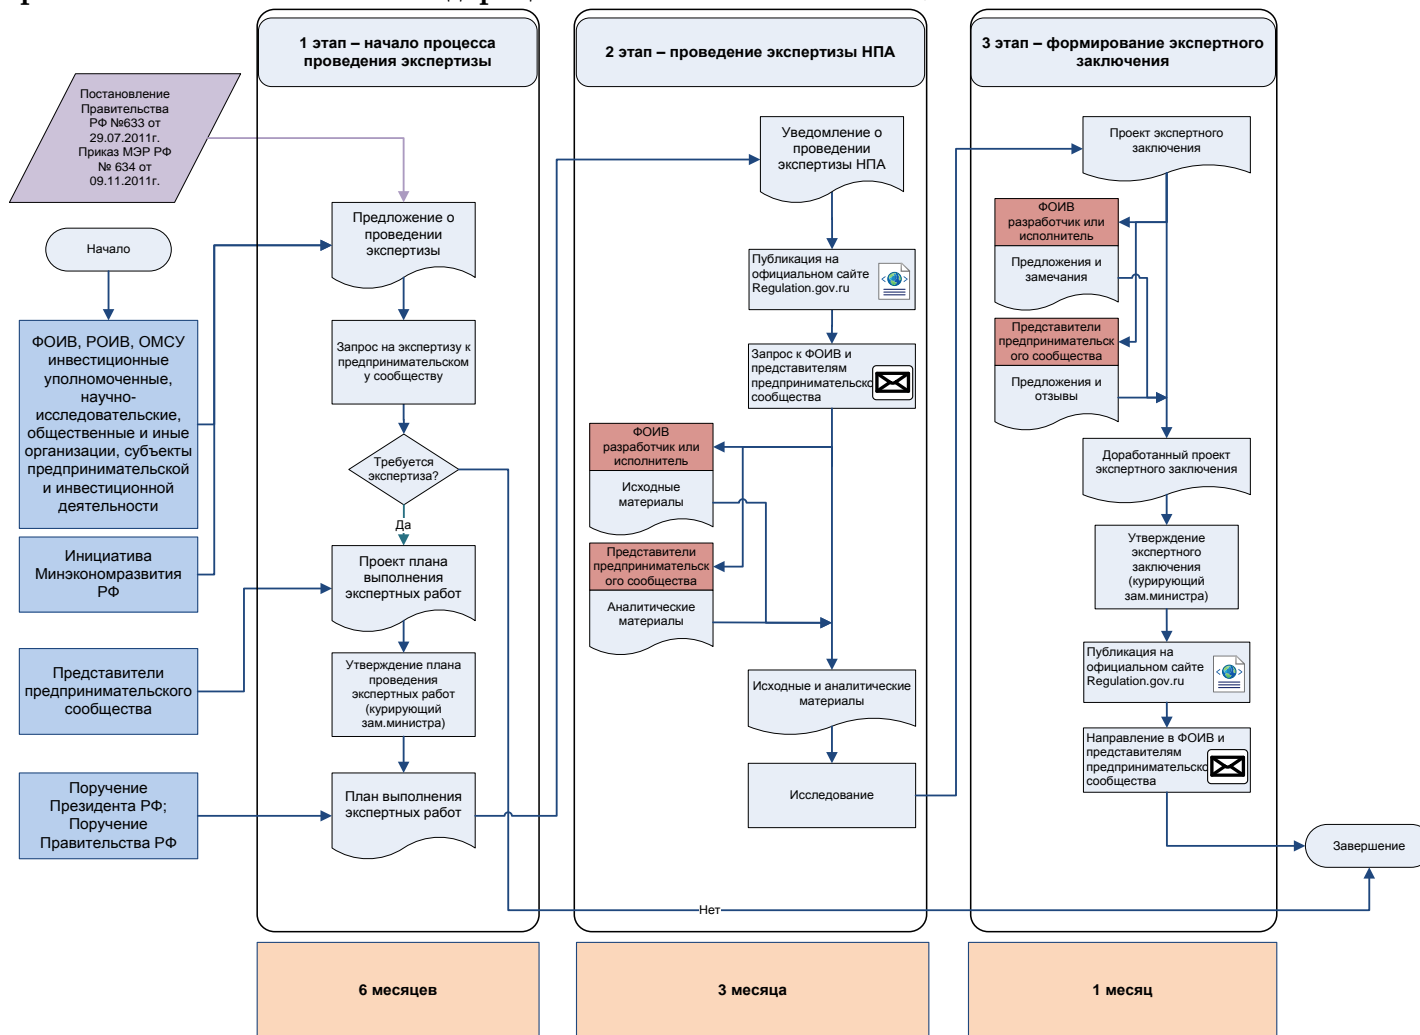 1 этап – начало процесса
проведения экспертизы
2 этап – проведение экспертизы НПА
3 этап – формирование экспертного
заключения
Постановление
Правительства
РФ №633 от
29.07.2011г.
Приказ МЭР РФ
№ 634 от
09.11.2011г.
Начало
ФОИВ, РОИВ, ОМСУ
инвестиционные
уполномоченные,
научно-
исследовательские,
общественные и иные
организации, субъекты
предпринимательской
и инвестиционной
деятельности
Инициатива
Минэкономразвития
РФ
Представители
предпринимательского
сообщества
Поручение
Президента РФ;
Поручение
Правительства РФ
Предложение о
проведении
экспертизы
Запрос на экспертизу к
предпринимательском
у сообществу
Требуется
экспертиза?
Да
Проект плана
выполнения
экспертных работ
Утверждение плана
проведения
экспертных работ
(курирующий
зам.министра)
План выполнения
экспертных работ
Уведомление о
проведении
экспертизы НПА
Публикация на
официальном сайте
Regulation.gov.ru
Запрос к ФОИВ и
представителям
предпринимательско
сообщества
ФОИВ
разработчик или
исполнитель
Исходные
материалы
Представители
предпринимательск
ого сообщества
Аналитические
материалы
Исходные и аналитические
материалы
Исследование
Нет
Проект экспертного
заключения
ФОИВ
разработчик или
исполнитель
Предложения и
замечания
Представители
предпринимательск
ого сообщества
Предложения и
отзывы
Доработанный проект
экспертного заключения
Утверждение
экспертного
заключения
(курирующий
зам.министра)
Публикация на
официальном сайте
Regulation.gov.ru
Направление в ФОИВ и
представителям
предпринимательско
сообщества
Завершение
6 месяцев
3 месяца
1 месяц